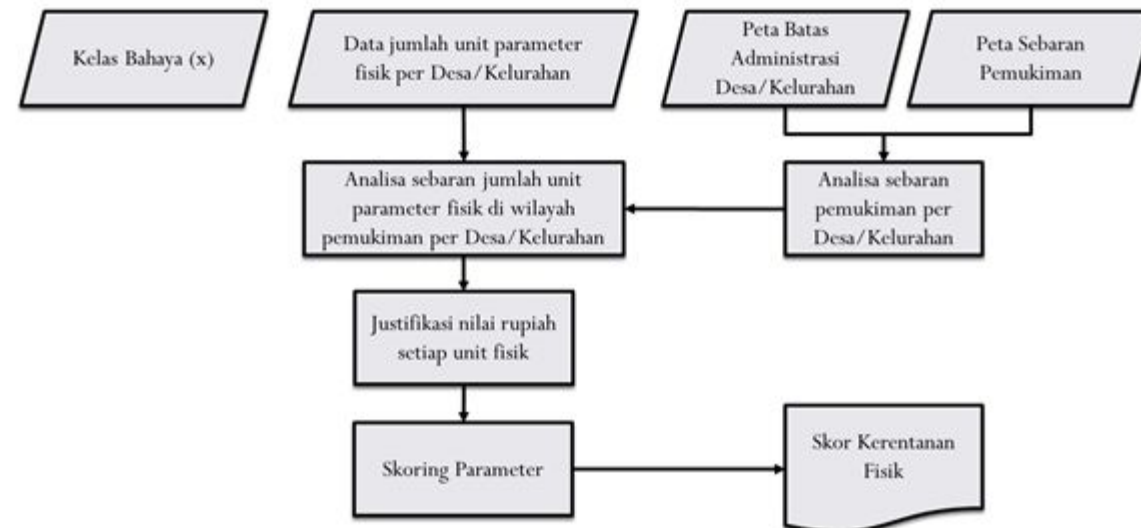 Kelas Bahaya (x)
Data jumlah unit parameter
fisik per Desa/Kelurahan
Peta Batas
Administrasi
Desa/Kelurahan
Peta Sebaran
Pemukiman
Analisa sebaran jumlah unit
parameter fisik di wilayah
pemukiman per Desa/Kelurahan
Analisa sebaran
pemukiman per
Desa/Kelurahan
Justifikasi nilai rupiah
setiap unit fisik
Skoring Parameter
Skor Kerentanan
Fisik